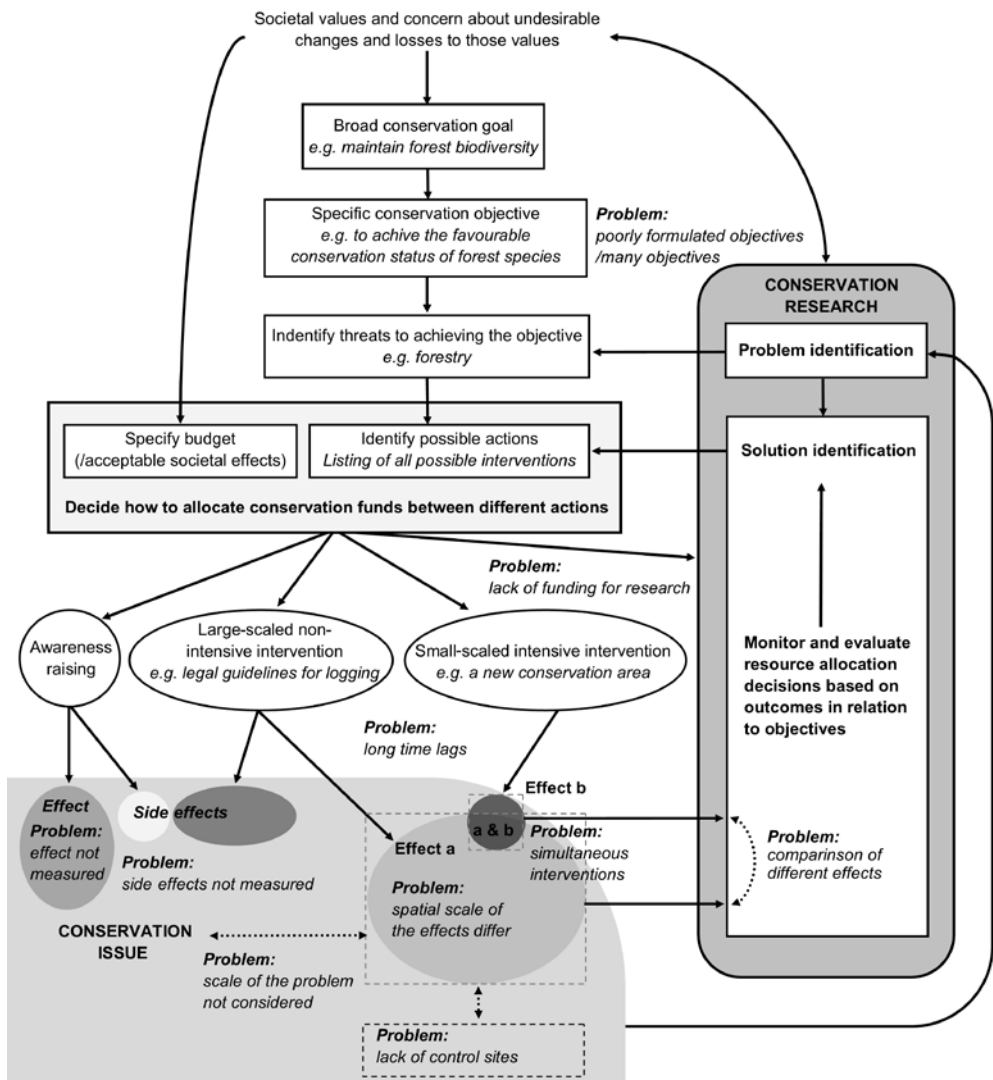 Societal values and concern about undesirable
changes and losses to those values
Broad conservation goal
e.g. maintain forest biodiversity
Specific conservation objective
e.g. to achive the favourable
conservation status of forest species
Problem:
poorly formulated objectives
/many objectives
CONSERVATION
RESEARCH
Indentify threats to achieving the objective
e.g. forestry
Problem identification
Specify budget
(/acceptable societal effects)
Identify possible actions
Listing of all possible interventions
Solution identification
Decide how to allocate conservation funds between different actions
Problem:
lack of funding for research
Awareness
raising
Large-scaled non-
intensive intervention
e.g. legal guidelines for logging
Small-scaled intensive intervention
e.g. a new conservation area
Monitor and evaluate
resource allocation
decisions based on
outcomes in relation
to objectives
Problem:
long time lags
Effect
Problem:
effect not
measured
Side effects
Problem:
side effects not measured
Effect b
a & b
Effect a
Problem:
simultaneous
interventions
Problem:
comparinson of
different effects
Problem:
spatial scale of
the effects differ
CONSERVATION
ISSUE
Problem:
scale of the problem
not considered
Problem:
lack of control sites